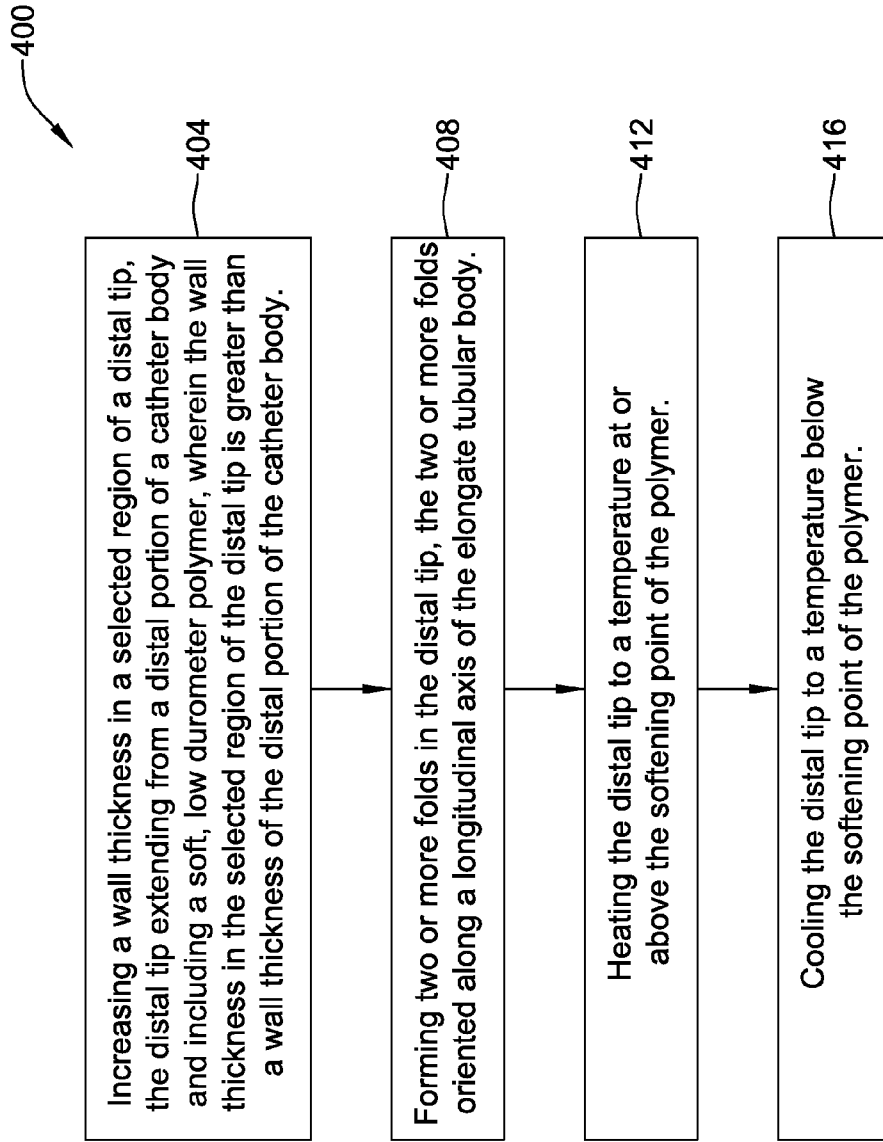 400
Increasing a wall thickness in a selected region of a distal tip,
the distal tip extending from a distal portion of a catheter body
and including a soft, low durometer polymer, wherein the wall
thickness in the selected region of the distal tip is greater than
a wall thickness of the distal portion of the catheter body.
404
Forming two or more folds in the distal tip, the two or more folds
oriented along a longitudinal axis of the elongate tubular body.
408
Heating the distal tip to a temperature at or
above the softening point of the polymer.
412
Cooling the distal tip to a temperature below
the softening point of the polymer.
416